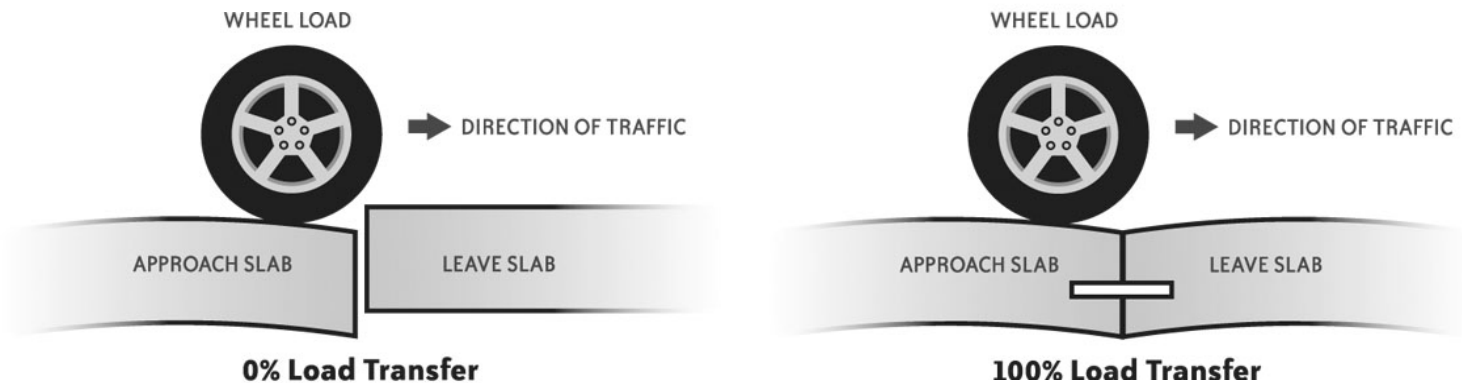 WHEEL LOAD
DIRECTION OF TRAFFIC
APPROACH SLAB
LEAVE SLAB
0% Load Transfer
WHEEL LOAD
DIRECTION OF TRAFFIC
APPROACH SLAB
LEAVE SLAB
100% Load Transfer